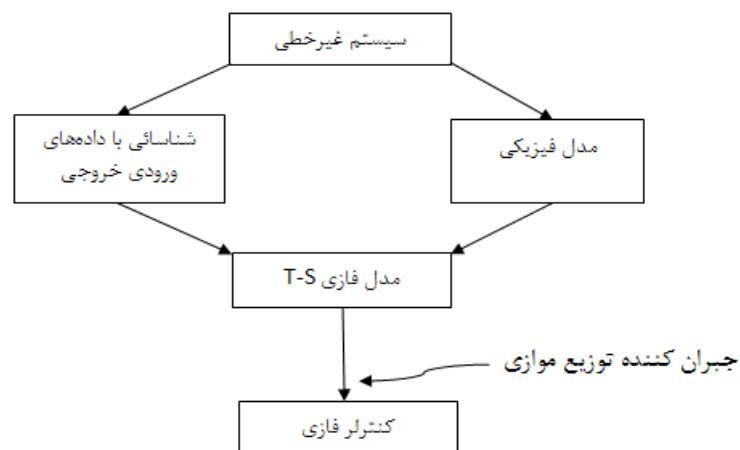 سیستم غیرخطی
شناسائی با داده‌های
ورودی خروجی
مدل فیزیکی
مدل فازی T-S
جبران کننده توزیع موازی
کنترلر فازی